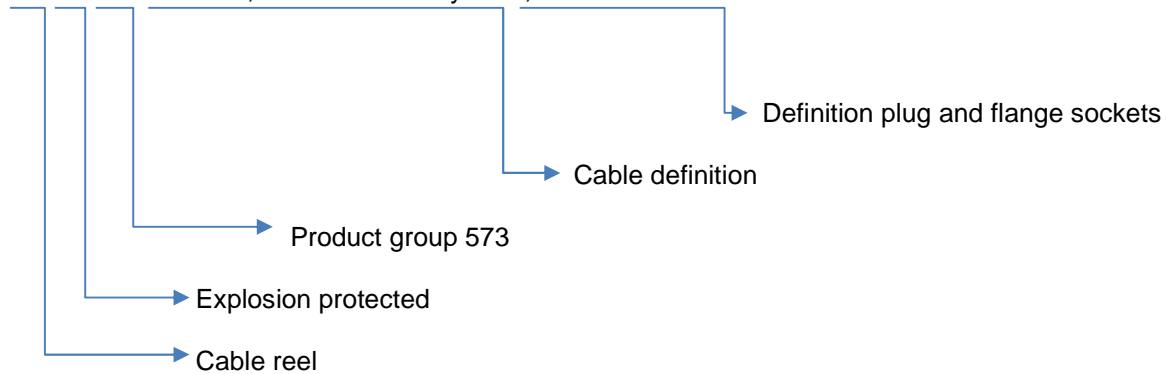 Definition plug and flange sockets
Cable definition
Product group 573
Explosion protected
Cable reel